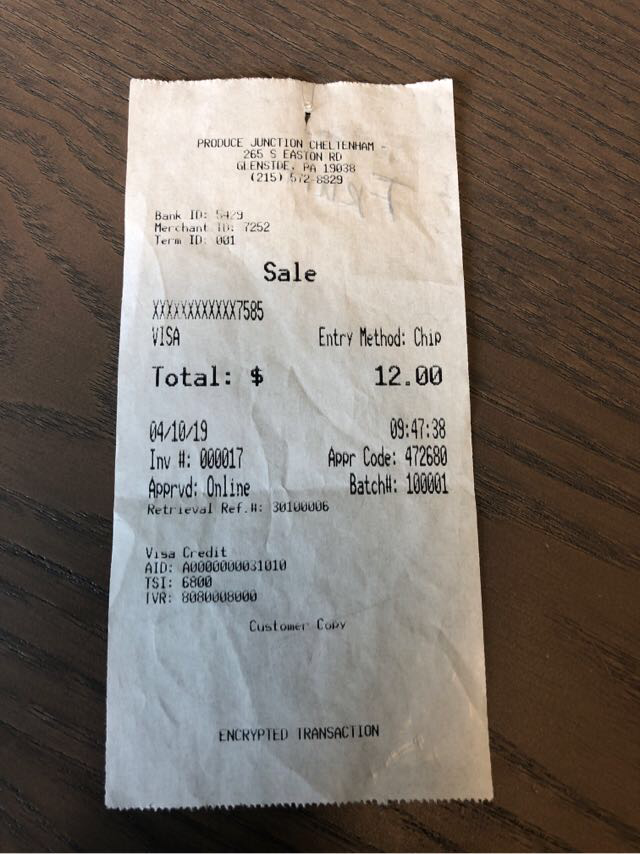 PRODUCE JUNCTION CHELTENHAM -
265 S EASTON RD
GLENSIDE, PA 19038
(215) 572-8829
Bank ID: 5429
Merchant ID: 7252
Term ID: 001
Sale
XXXXXXXXXXXX7585
VISA Entry Method: Chip
Total: $ 12.00
04/10/19 09:47:38
Inv #: 000017 Appr Code: 472680
Apprvd: Online Batch#: 100001
Retrieval Ref.#: 30100006
Visa Credit
AID: A0000000031010
TSI: 6800
TVR: 8080008000
Customer Copy
ENCRYPTED TRANSACTION